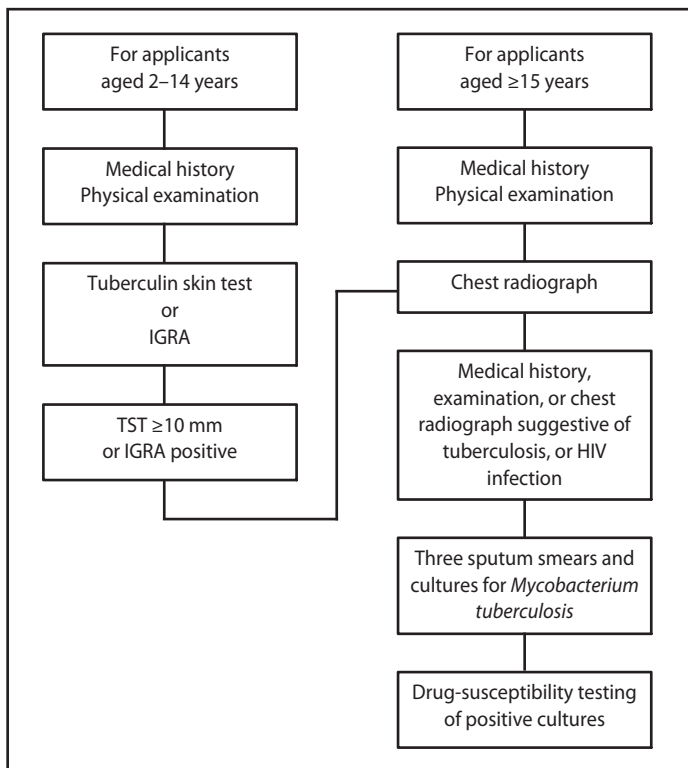 For applicants
aged 2–14 years
Medical history
Physical examination
Tuberculin skin test
or
IGRA
TST ≥10 mm
or IGRA positive
For applicants
aged ≥15 years
Medical history
Physical examination
Chest radiograph
Medical history,
examination, or chest
radiograph suggestive of
tuberculosis, or HIV
infection
Three sputum smears and
cultures for Mycobacterium
tuberculosis
Drug-susceptibility testing
of positive cultures